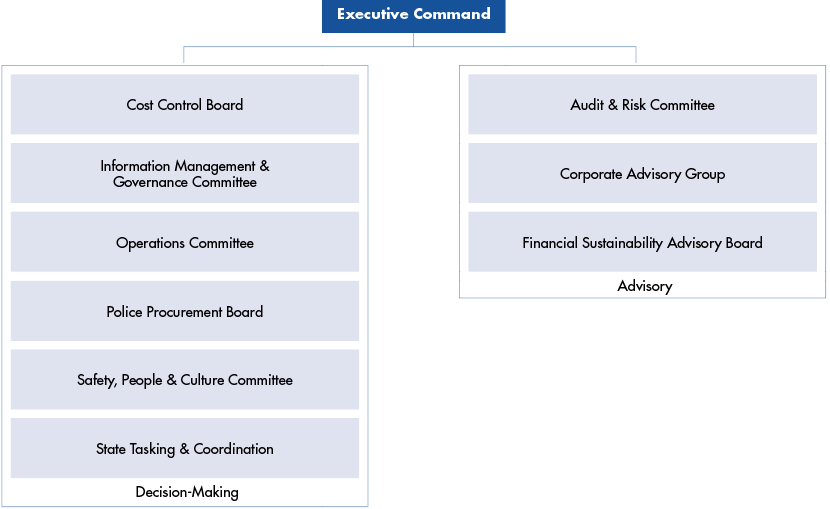 Executive Command
Cost Control Board
Information Management &
Governance Committee
Operations Committee
Police Procurement Board
Safety, People & Culture Committee
State Tasking & Coordination
Decision-Making
Audit & Risk Committee
Corporate Advisory Group
Financial Sustainability Advisory Board
Advisory